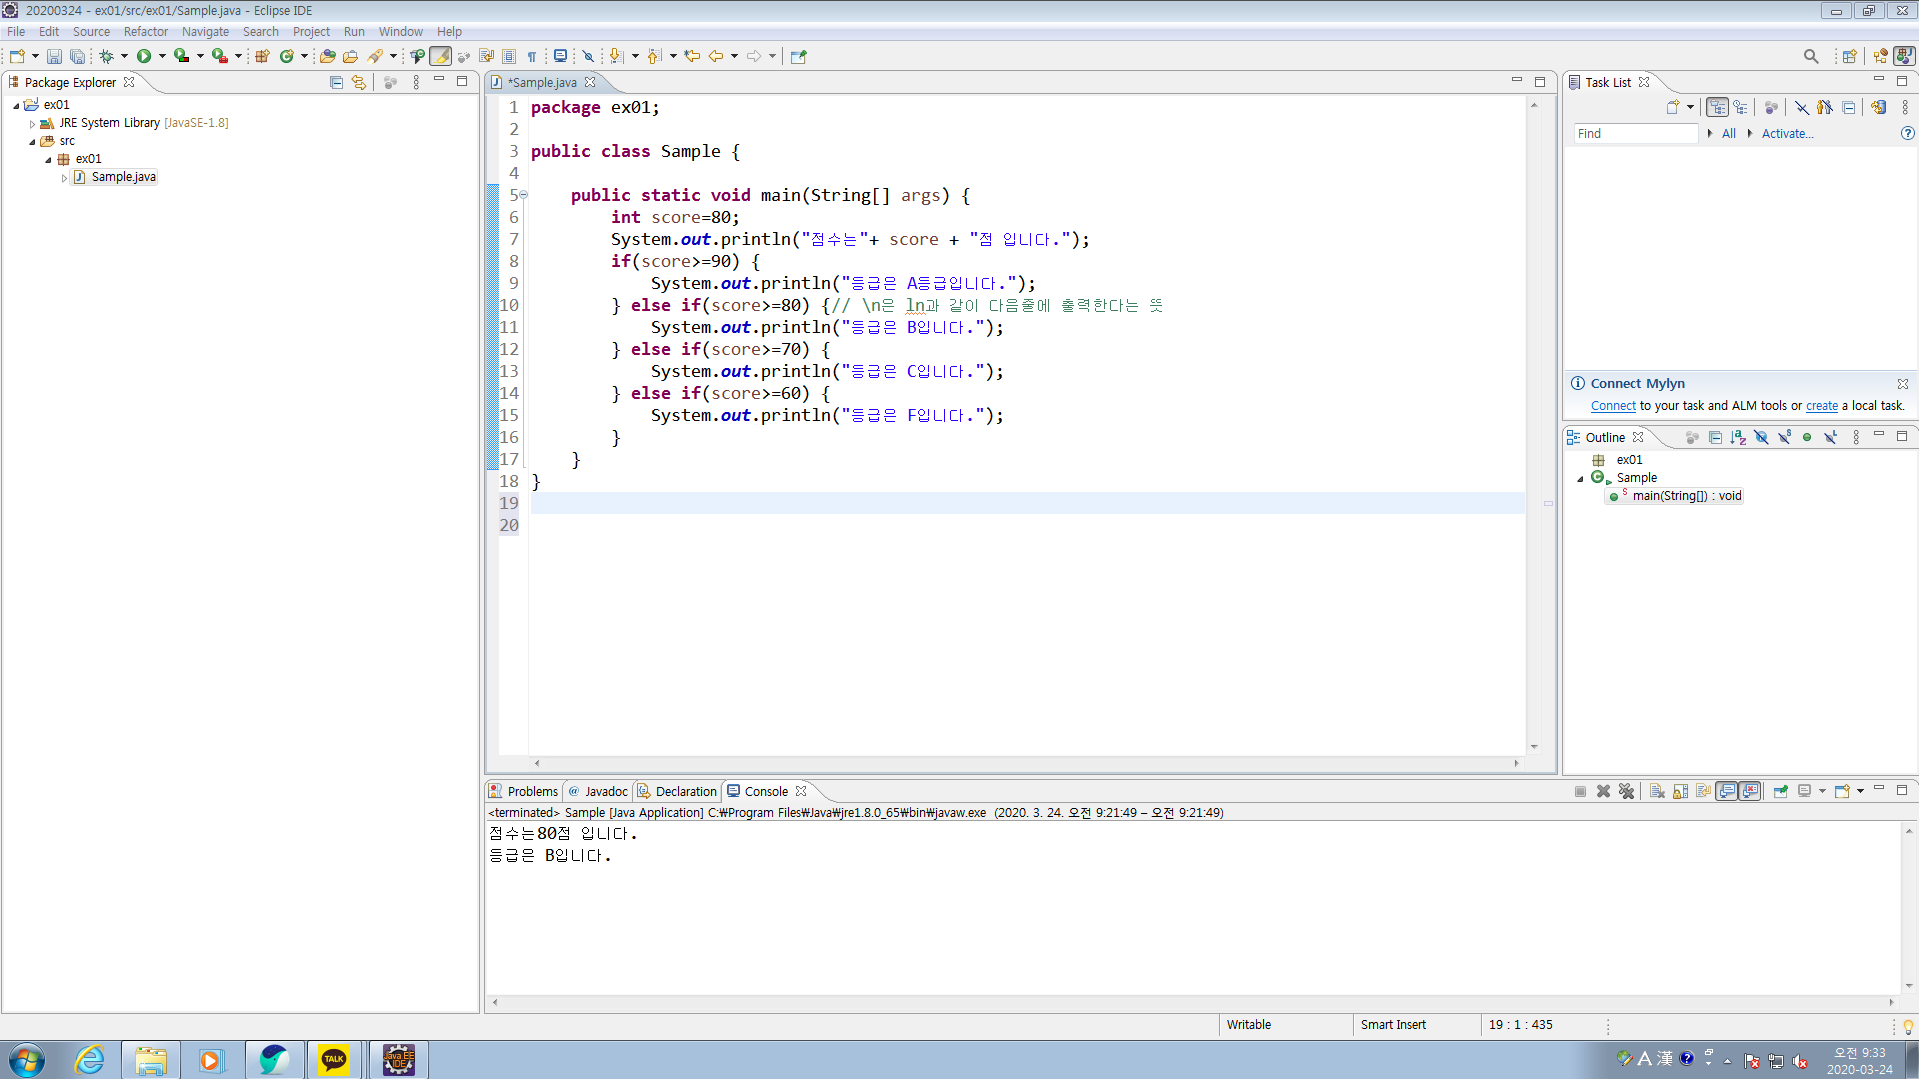 20200324 - ex01/src/ex01/Sample.java - Eclipse IDE
File Edit Source Refactor Navigate Search Project Run Window Help
Package Explorer
ex01
JRE System Library [JavaSE-1.8]
src
ex01
Sample.java
*Sample.java
1 package ex01;
2
3 public class Sample {
4
5 public static void main(String[] args) {
6 int score=80;
7 System.out.println("점수는"+ score + "점 입니다.");
8 if(score>=90) {
9 System.out.println("등급은 A등급입니다.");
10 } else if(score>=80) {// \n은 ln과 같이 다음줄에 출력한다는 뜻
11 System.out.println("등급은 B입니다.");
12 } else if(score>=70) {
13 System.out.println("등급은 C입니다.");
14 } else if(score>=60) {
15 System.out.println("등급은 F입니다.");
16 }
17 }
18 }
19
20
Task List
Find All Activate...
Connect Mylyn
Connect to your task and ALM tools or create a local task.
Outline
ex01
Sample
main(String[]) : void
Problems @ Javadoc Declaration Console
<terminated> Sample [Java Application] C:₩Program Files₩Java₩jre1.8.0_65₩bin₩javaw.exe (2020. 3. 24. 오전 9:21:49 – 오전 9:21:49)
점수는80점 입니다.
등급은 B입니다.
Writable Smart Insert 19 : 1 : 435
TALK
Java EE
IDE
A 漢
오전 9:33
2020-03-24